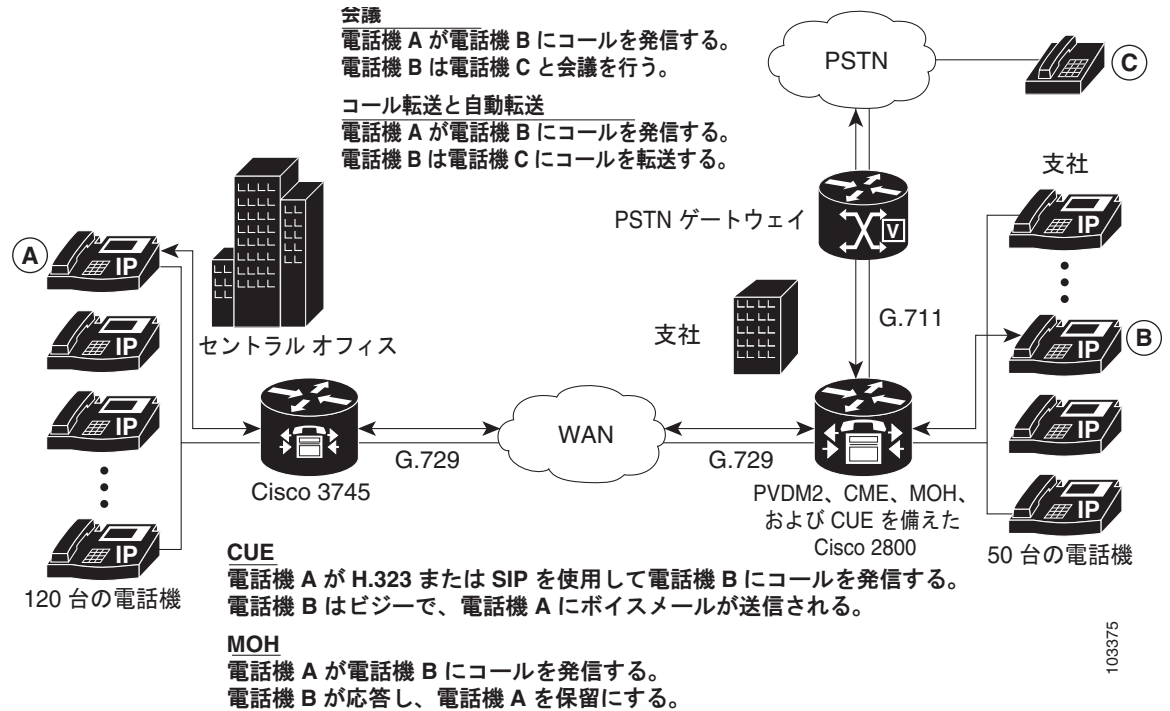 会議
電話機 A が電話機 B にコールを発信する。
電話機 B は電話機 C と会議を行う。
コール転送と自動転送
電話機 A が電話機 B にコールを発信する。
電話機 B は電話機 C にコールを転送する。
PSTN
C
支社
PSTN ゲートウェイ
V
IP
A
IP
セントラル オフィス
支社
G.711
IP
B
IP
IP
WAN
IP
G.729
G.729
Cisco 3745
PVDM2、CME、MOH、
および CUE を備えた
Cisco 2800
IP
50 台の電話機
IP
120 台の電話機
CUE
電話機 A が H.323 または SIP を使用して電話機 B にコールを発信する。
電話機 B はビジーで、電話機 A にボイスメールが送信される。
MOH
電話機 A が電話機 B にコールを発信する。
電話機 B が応答し、電話機 A を保留にする。
103375